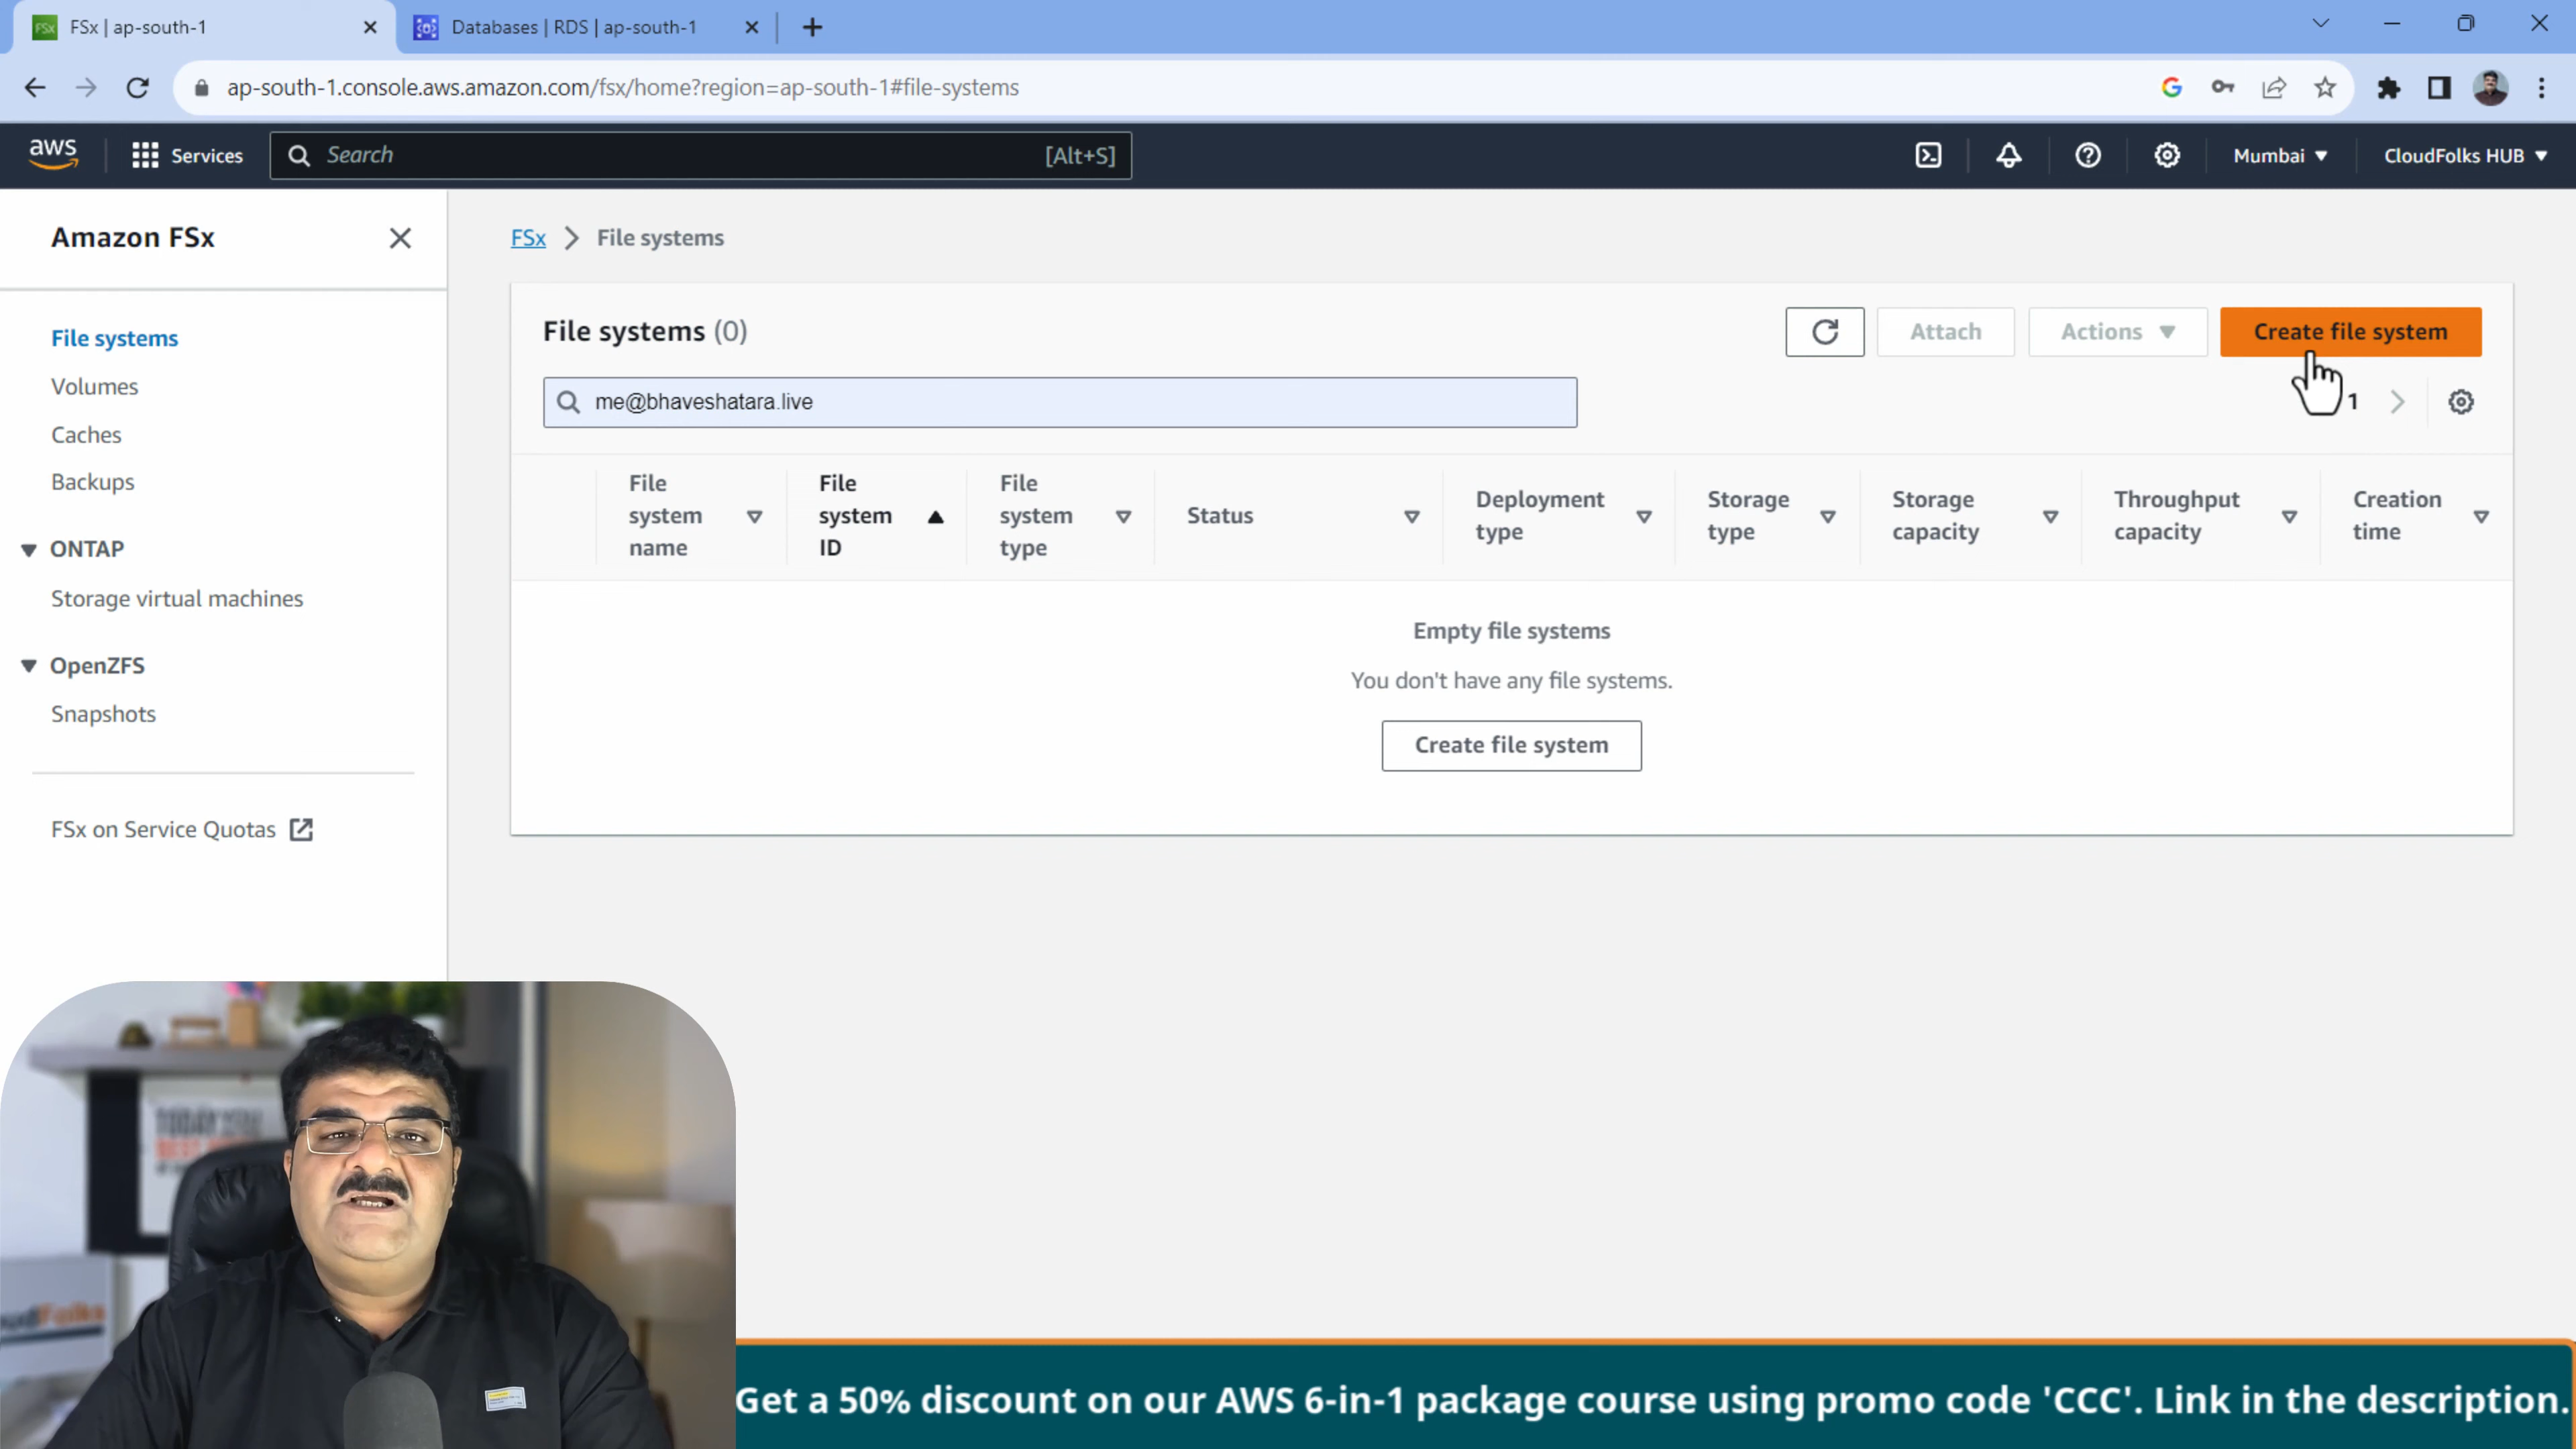 FSx | ap-south-1
Databases | RDS | ap-south-1
ap-south-1.console.aws.amazon.com/fsx/home?region=ap-south-1#file-systems
aws
Services
Search
[Alt+S]
Mumbai
CloudFolks HUB
Amazon FSx
FSx
File systems
File systems
Volumes
Caches
Backups
ONTAP
Storage virtual machines
OpenZFS
Snapshots
FSx on Service Quotas
File systems (0)
Attach
Actions
Create file system
me@bhaveshatara.live
1
File system name
File system ID
File system type
Status
Deployment type
Storage type
Storage capacity
Throughput capacity
Creation time
Empty file systems
You don't have any file systems.
Create file system
Get a 50% discount on our AWS 6-in-1 package course using promo code 'CCC'. Link in the description.